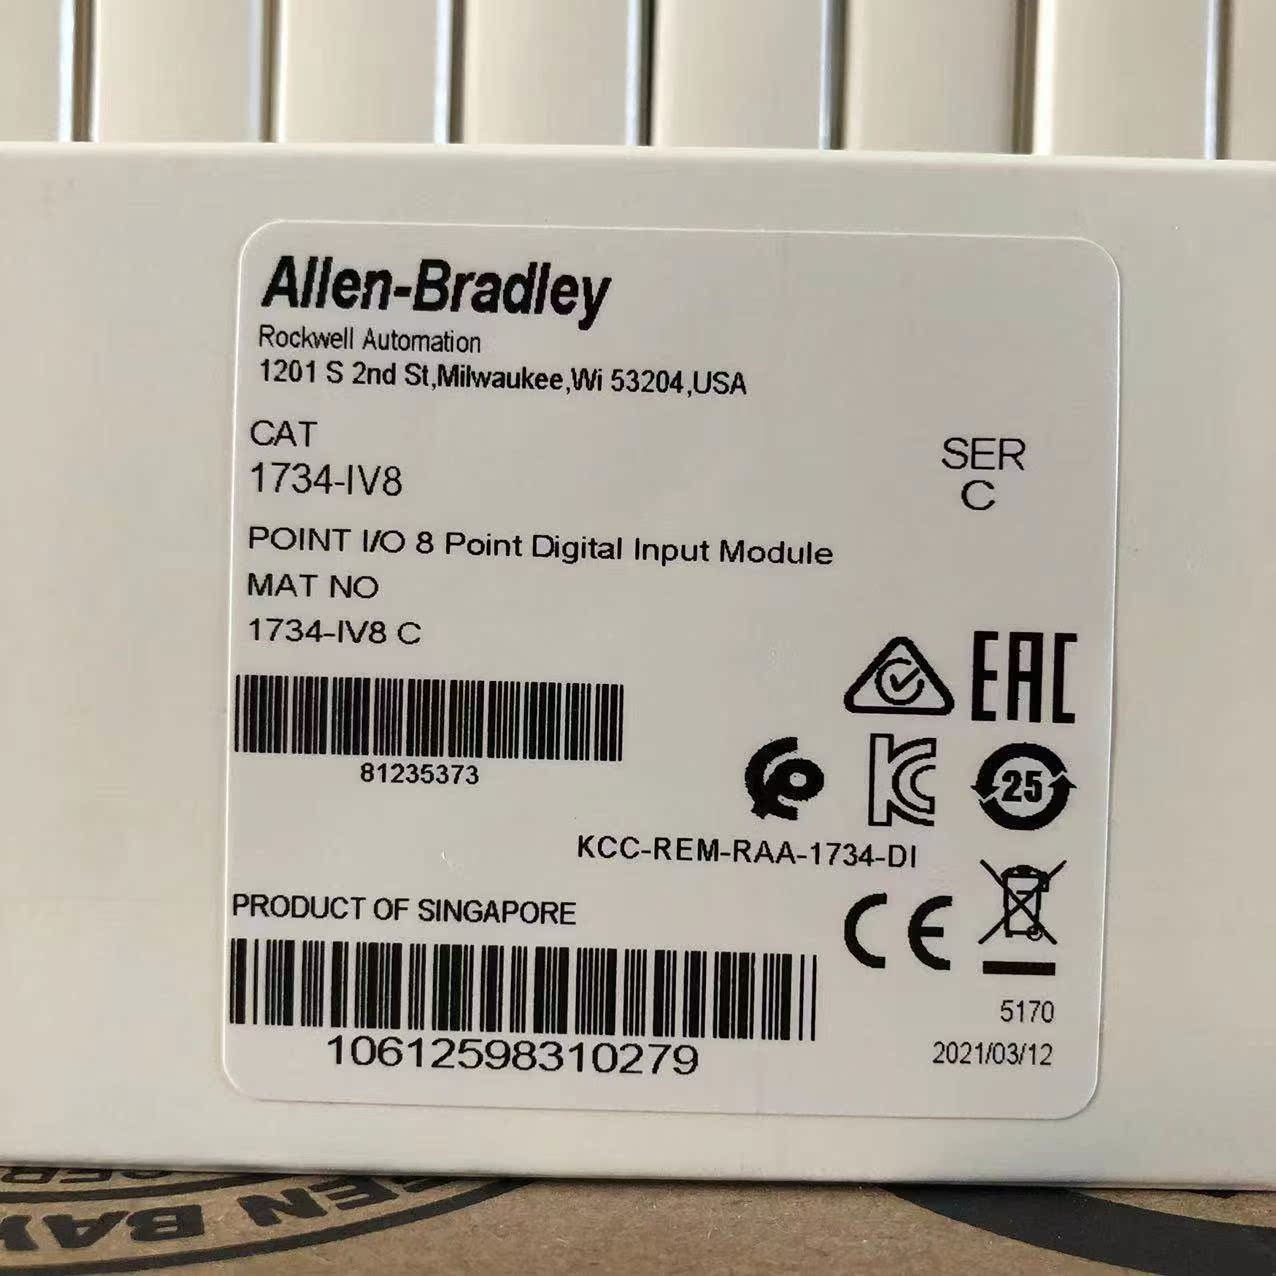 Allen-Bradley
Rockwell Automation
1201 S 2nd St,Milwaukee,Wi 53204,USA
CAT
1734-IV8
SER
C
POINT I/O 8 Point Digital Input Module
MAT NO
1734-IV8 C
81235373
EAC
KC
25
KCC-REM-RAA-1734-DI
PRODUCT OF SINGAPORE
CE
10612598310279
5170
2021/03/12